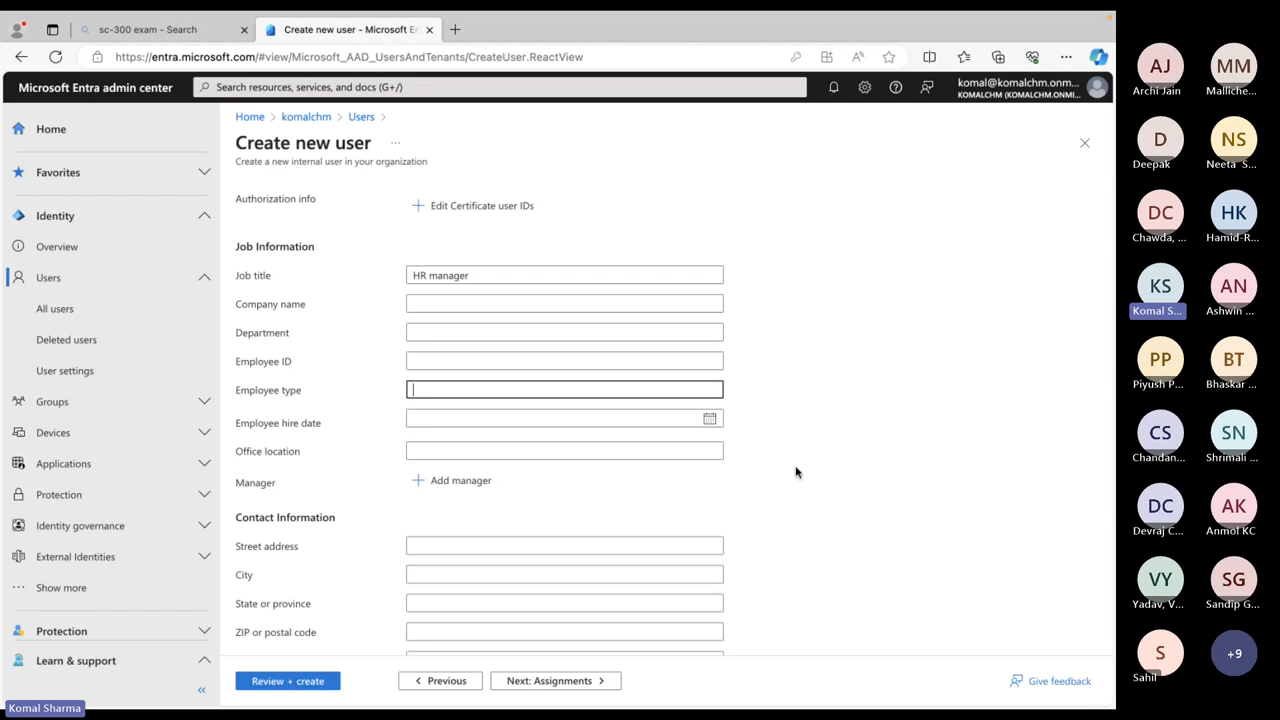 sc-300 exam - Search
Create new user - Microsoft E
https://entra.microsoft.com/#view/Microsoft_AAD_UsersAndTenants/CreateUser.ReactView
Microsoft Entra admin center
Search resources, services, and docs (G+/)
komal@komalchm.onm...
KOMALCHM (KOMALCHM.ONMI...
Home
Favorites
Identity
Overview
Users
All users
Deleted users
User settings
Groups
Devices
Applications
Protection
Identity governance
External Identities
Show more
Protection
Learn & support
Home > komalchm > Users >
Create new user
Create a new internal user in your organization
Authorization info
Edit Certificate user IDs
Job Information
Job title
HR manager
Company name
Department
Employee ID
Employee type
Employee hire date
Office location
Manager
Add manager
Contact Information
Street address
City
State or province
ZIP or postal code
Review + create
< Previous
Next: Assignments >
Give feedback
Komal Sharma
AJ
Archi Jain
MM
Malliche...
D
Deepak
NS
Neeta S...
DC
Chawda, ...
HK
Hamid-R...
KS
Komal S...
AN
Ashwin ...
PP
Piyush P...
BT
Bhaskar ...
CS
Chandan...
SN
Shrimali ...
DC
Devraj C...
AK
Anmol KC
VY
Yadav, V...
SG
Sandip G...
S
Sahil
+9